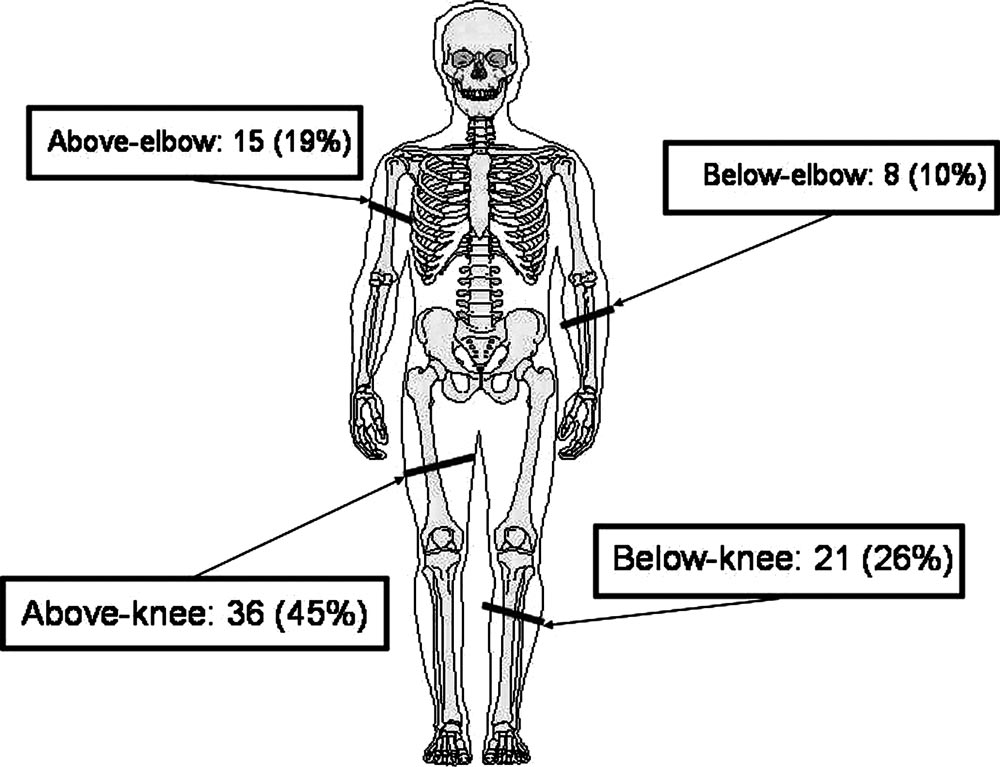 Above-elbow: 15 (19%)
Below-elbow: 8 (10%)
Below-knee: 21 (26%)
Above-knee: 36 (45%)